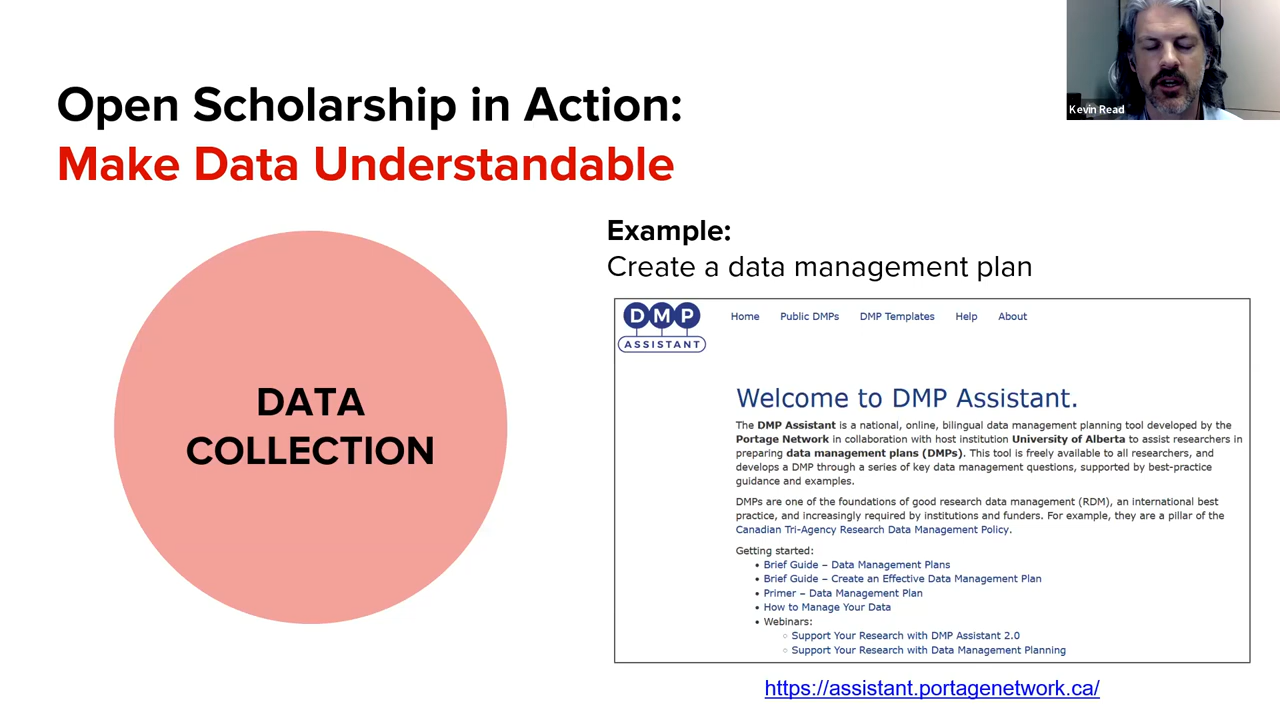 Kevin Read
Open Scholarship in Action:
Make Data Understandable
DATA
COLLECTION
Example:
Create a data management plan
DMP
ASSISTANT
Home Public DMPs DMP Templates Help About
Welcome to DMP Assistant.
The DMP Assistant is a national, online, bilingual data management planning tool developed by the
Portage Network in collaboration with host institution University of Alberta to assist researchers in
preparing data management plans (DMPs). This tool is freely available to all researchers, and
develops a DMP through a series of key data management questions, supported by best-practice
guidance and examples.
DMPs are one of the foundations of good research data management (RDM), an international best
practice, and increasingly required by institutions and funders. For example, they are a pillar of the
Canadian Tri-Agency Research Data Management Policy.
Getting started:
• Brief Guide – Data Management Plans
• Brief Guide – Create an Effective Data Management Plan
• Primer – Data Management Plan
• How to Manage Your Data
• Webinars:
○ Support Your Research with DMP Assistant 2.0
○ Support Your Research with Data Management Planning
https://assistant.portagenetwork.ca/